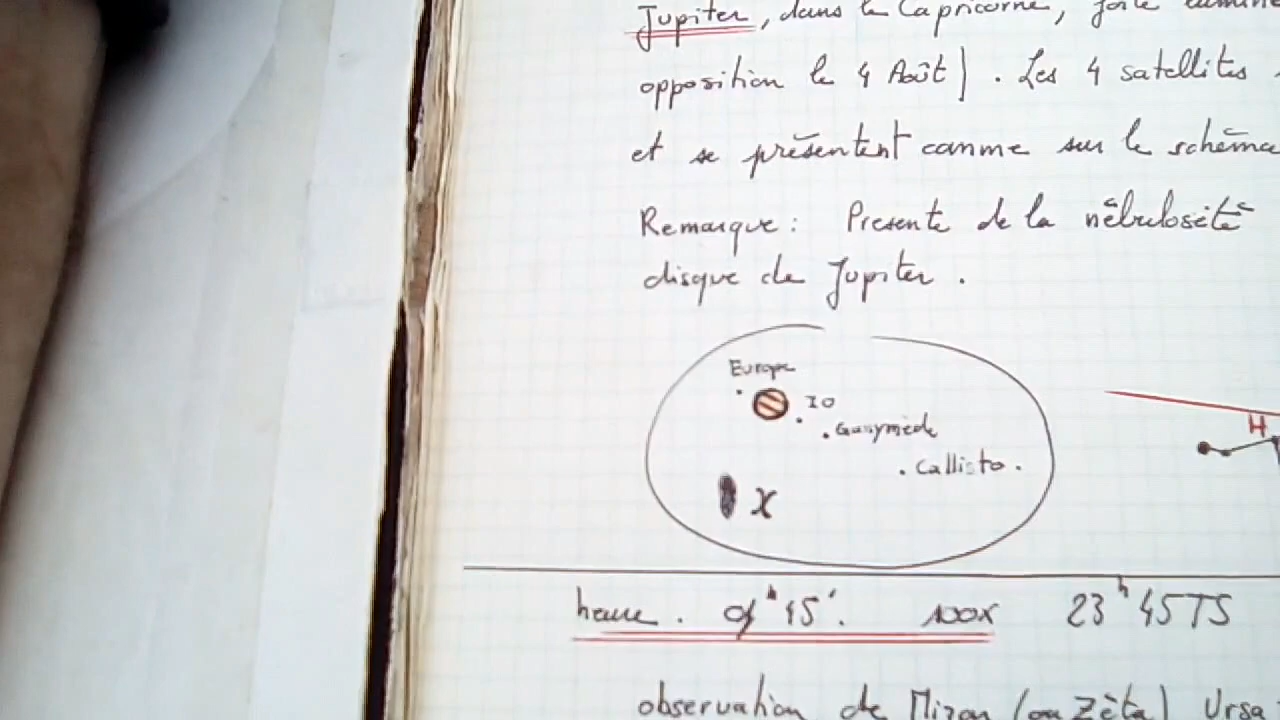 Jupiter, dans le Capricorne, forte
opposition le 4 Août). Les 4 satellites
et se présentent comme sur le schéma
Remarque : Présente de la nébulosité
disque de Jupiter .
Europe
IO
Ganymède
Callisto .
X
H
heure . 45'. 100x 23h45TS
observation de Mizar (ou Zêta) Ursa